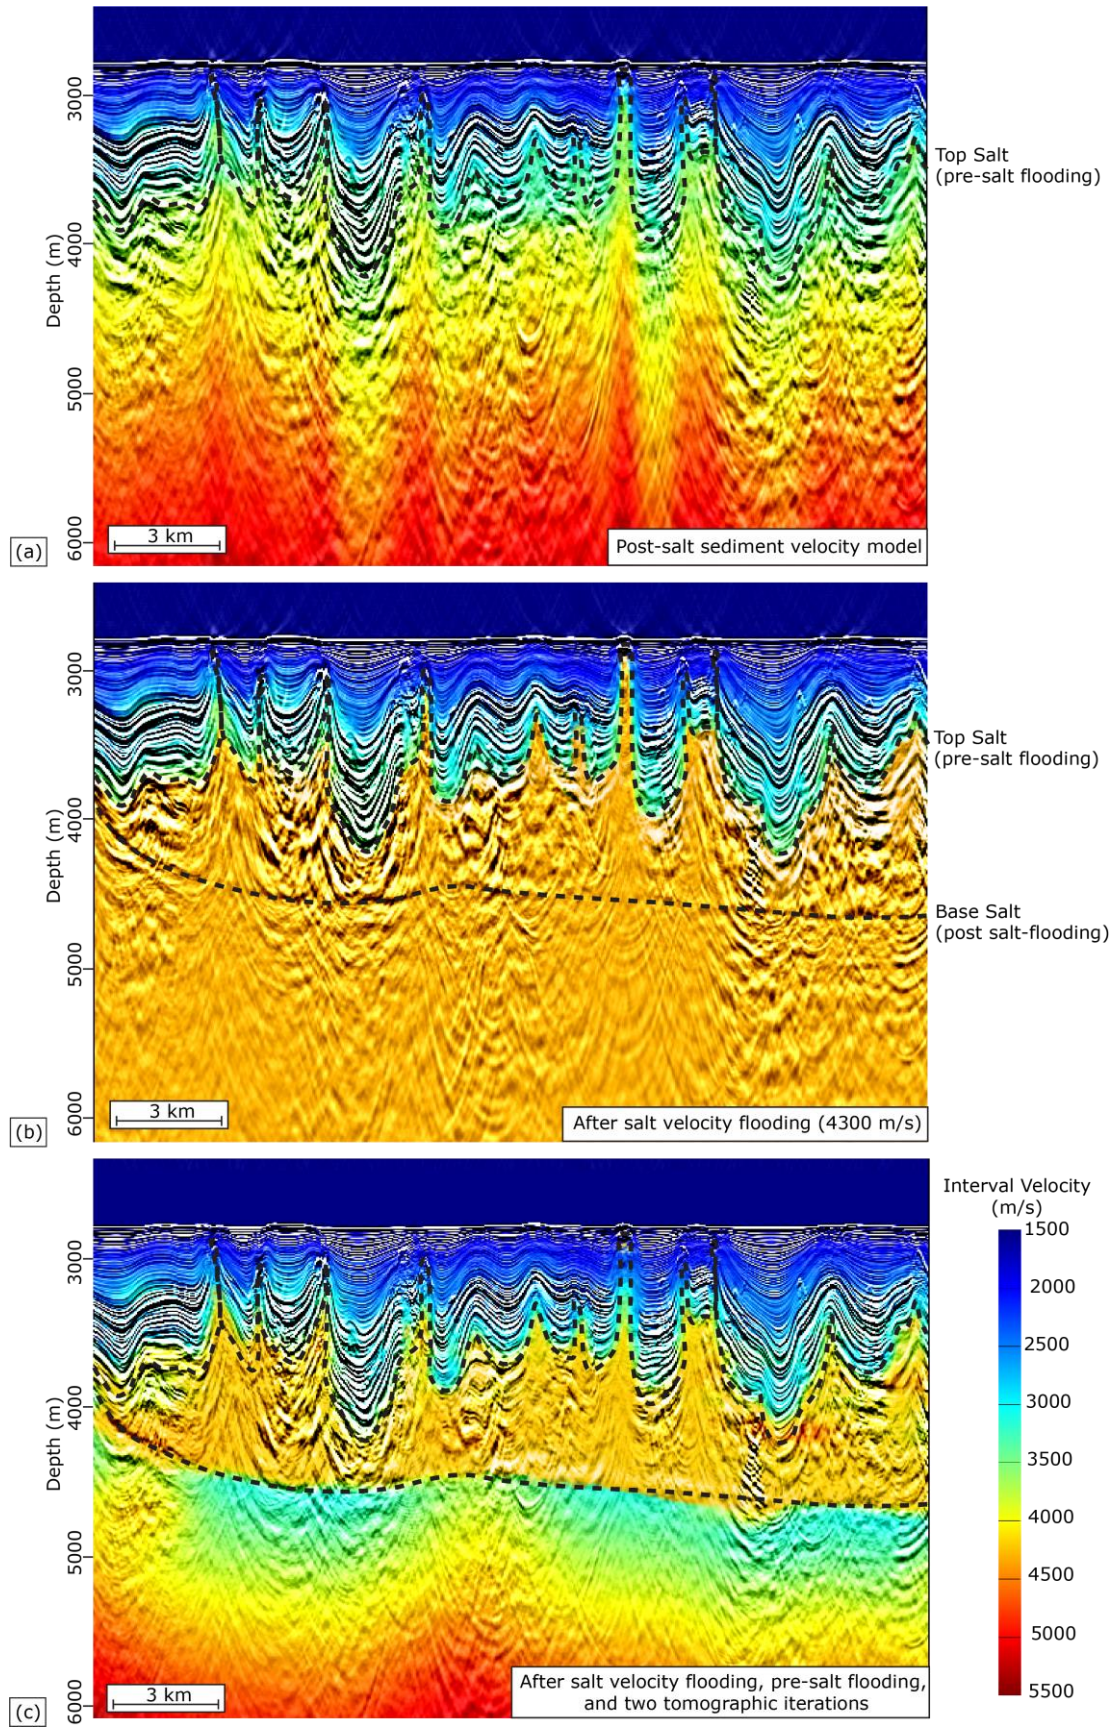 3000
4000
5000
6000
Depth (m)
Top Salt
(pre-salt flooding)
3 km
Post-salt sediment velocity model
(a)
3000
4000
5000
6000
Depth (m)
Top Salt
(pre-salt flooding)
Base Salt
(post salt-flooding)
3 km
After salt velocity flooding (4300 m/s)
(b)
3000
4000
5000
6000
Depth (m)
Interval Velocity
(m/s)
1500
2000
2500
3000
3500
4000
4500
5000
5500
3 km
After salt velocity flooding, pre-salt flooding,
and two tomographic iterations
(c)